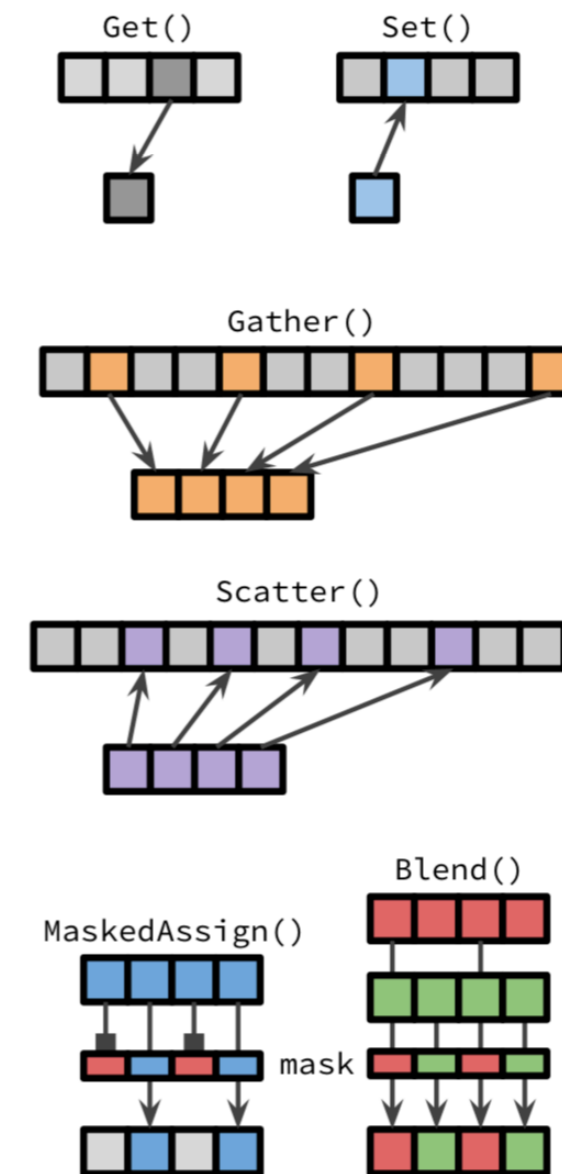 Get()
Set()
Gather()
Scatter()
Blend()
MaskedAssign()
mask